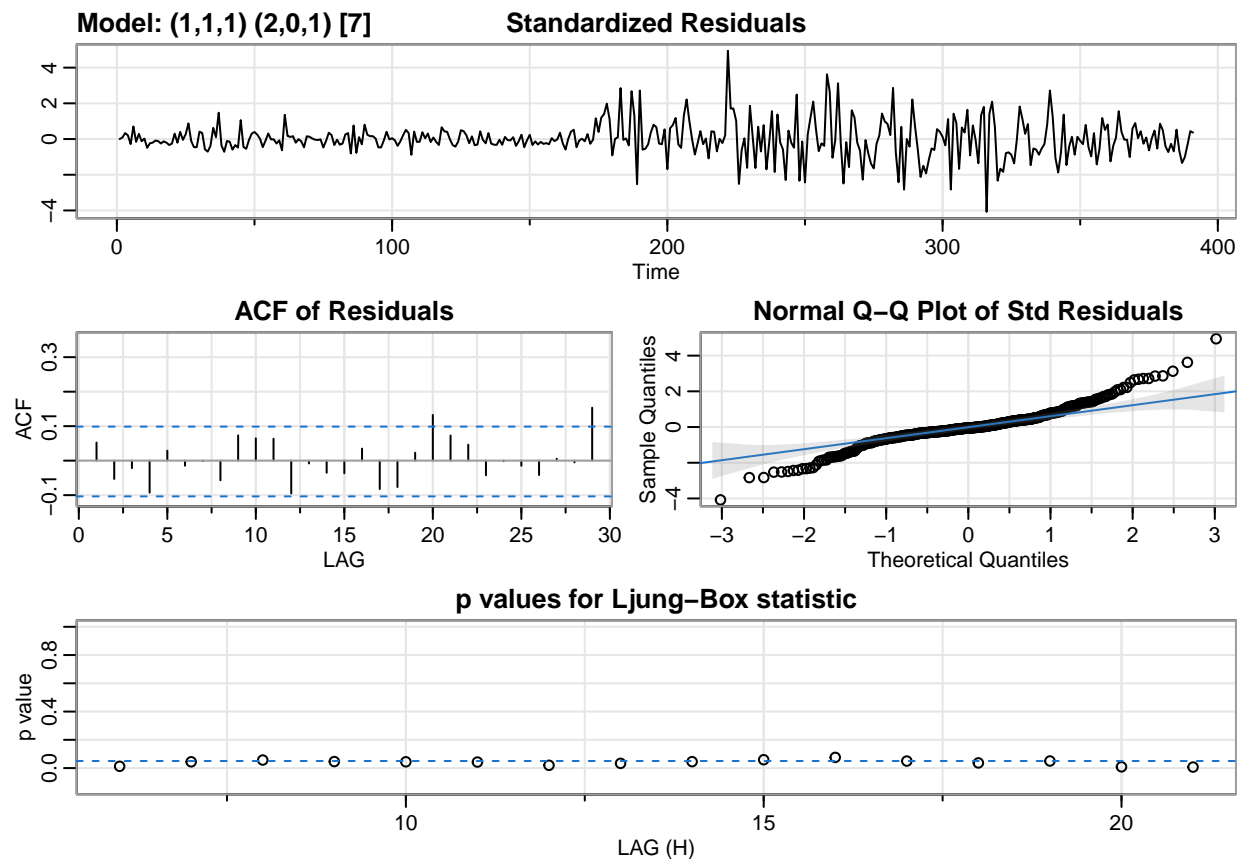 Model: (1,1,1) (2,0,1) [7] Standardized Residuals
4
2
0
−4
0 100 200 300 400
Time
ACF of Residuals
0.3
0.1
−0.1
ACF
0 5 10 15 20 25 30
LAG
Normal Q−Q Plot of Std Residuals
4
2
0
−4
Sample Quantiles
−3 −2 −1 0 1 2 3
Theoretical Quantiles
p values for Ljung−Box statistic
0.8
0.4
0.0
p value
10 15 20
LAG (H)